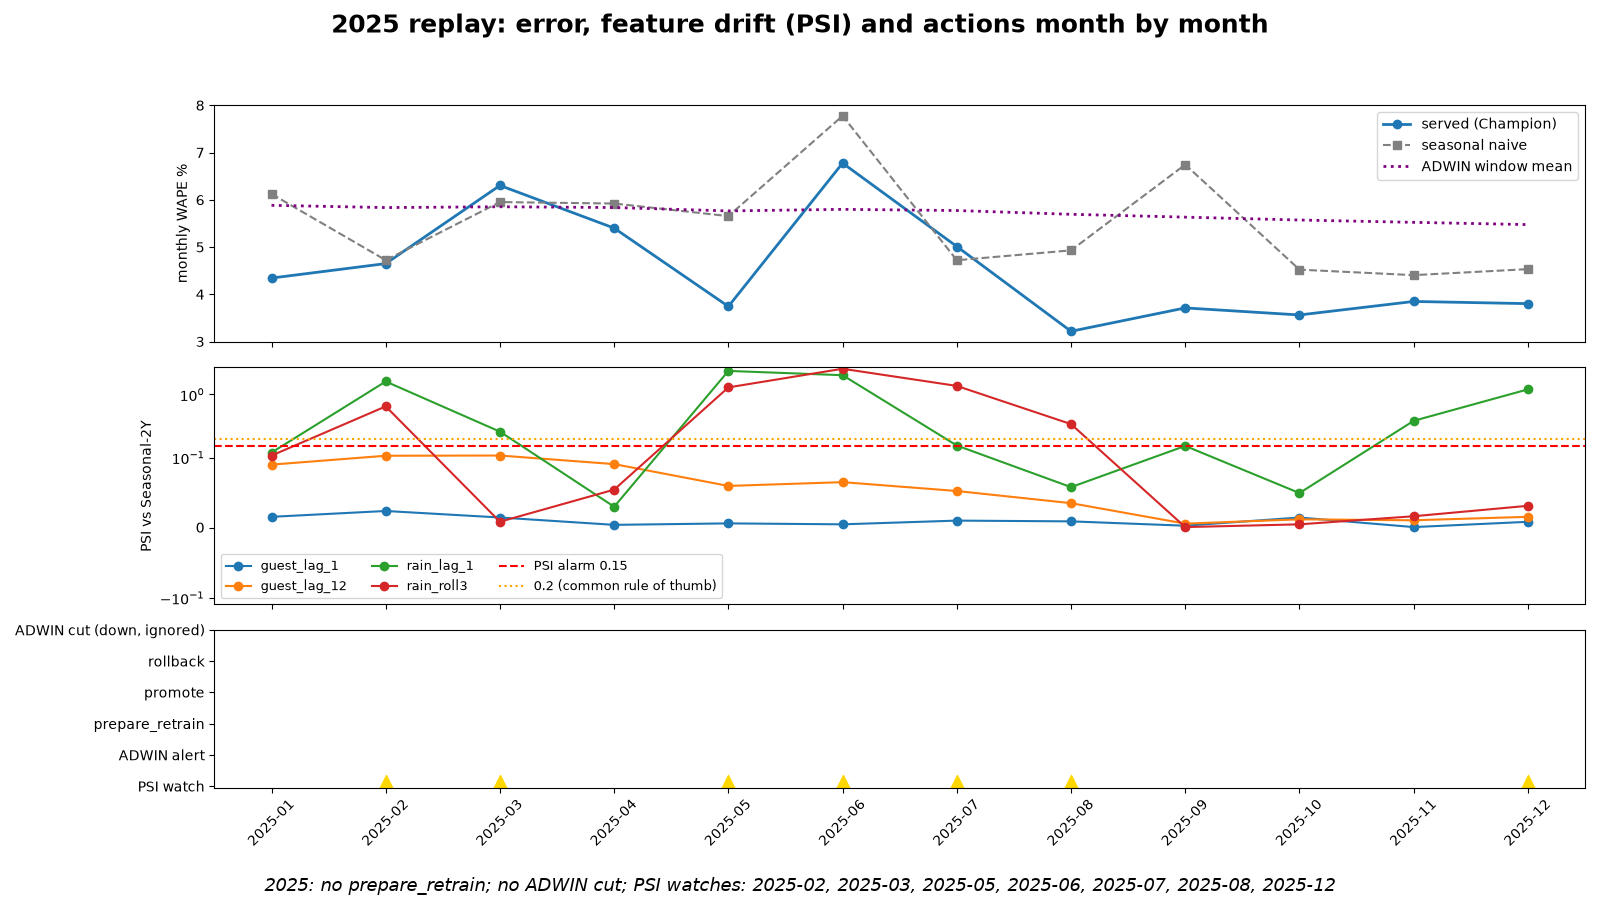 2025 replay: error, feature drift (PSI) and actions month by month
monthly WAPE %
8
7
6
5
4
3
served (Champion)
seasonal naive
ADWIN window mean
PSI vs Seasonal-2Y
10⁰
10⁻¹
0
−10⁻¹
guest_lag_1
guest_lag_12
rain_lag_1
rain_roll3
PSI alarm 0.15
0.2 (common rule of thumb)
ADWIN cut (down, ignored)
rollback
promote
prepare_retrain
ADWIN alert
PSI watch
2025-01
2025-02
2025-03
2025-04
2025-05
2025-06
2025-07
2025-08
2025-09
2025-10
2025-11
2025-12
2025: no prepare_retrain; no ADWIN cut; PSI watches: 2025-02, 2025-03, 2025-05, 2025-06, 2025-07, 2025-08, 2025-12